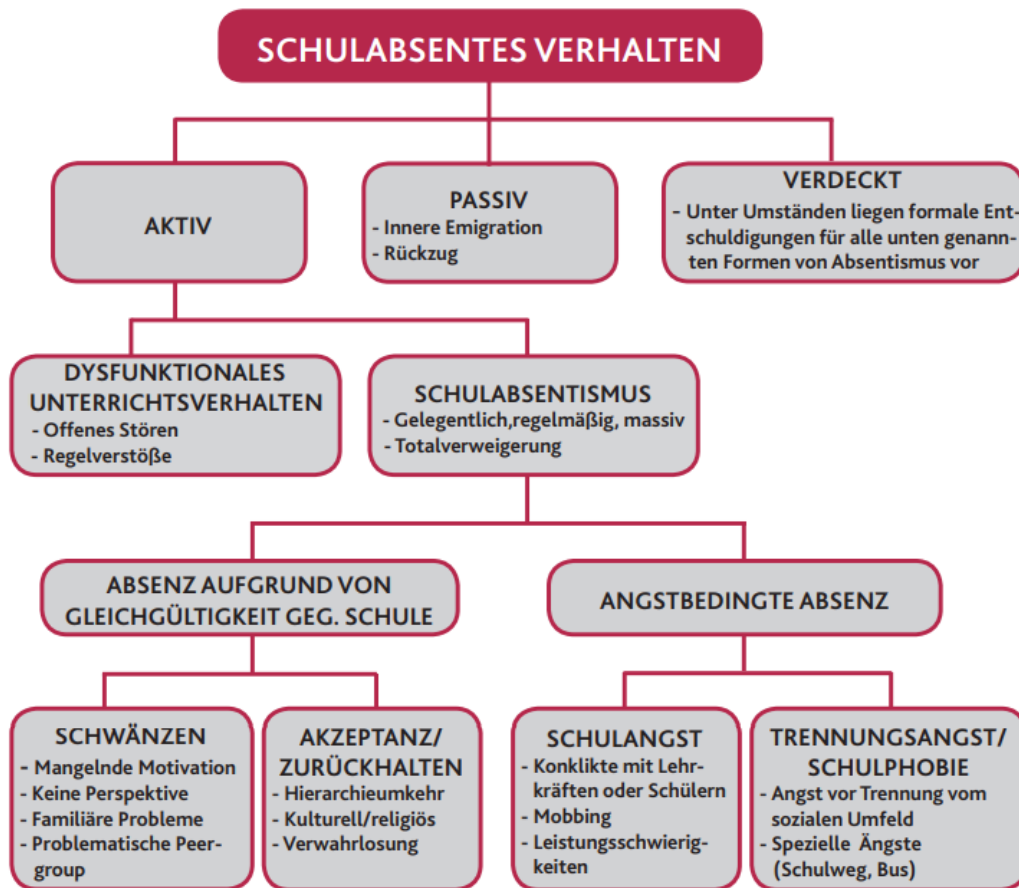 SCHULABSENTES VERHALTEN
AKTIV
PASSIV
- Innere Emigration
- Rückzug
VERDECKT
- Unter Umständen liegen formale Ent-
schuldigungen für alle unten genann-
ten Formen von Absentismus vor
DYSFUNKTIONALES
UNTERRICHTSVERHALTEN
- Offenes Stören
- Regelverstöße
SCHULABSENTISMUS
- Gelegentlich,regelmäßig, massiv
- Totalverweigerung
ABSENZ AUFGRUND VON
GLEICHGÜLTIGKEIT GEG. SCHULE
ANGSTBEDINGTE ABSENZ
SCHWÄNZEN
- Mangelnde Motivation
- Keine Perspektive
- Familiäre Probleme
- Problematische Peer-
group
AKZEPTANZ/
ZURÜCKHALTEN
- Hierarchieumkehr
- Kulturell/religiös
- Verwahrlosung
SCHULANGST
- Konklikte mit Lehr-
kräften oder Schülern
- Mobbing
- Leistungsschwierig-
keiten
TRENNUNGSANGST/
SCHULPHOBIE
- Angst vor Trennung vom
sozialen Umfeld
- Spezielle Ängste
(Schulweg, Bus)